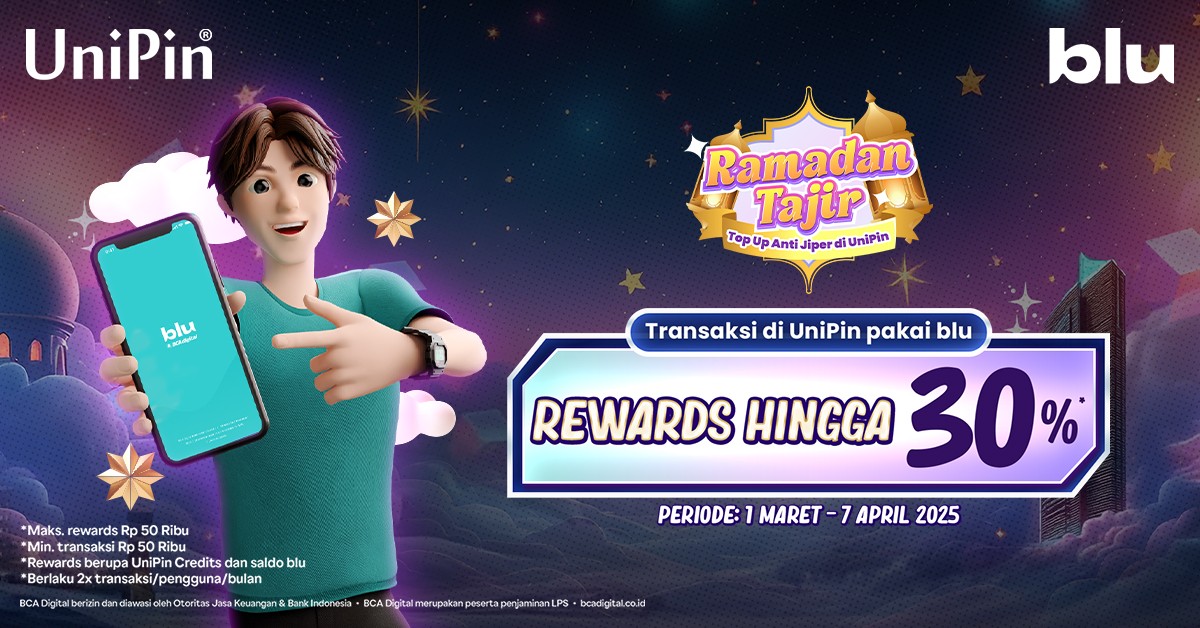 UniPin®
blu
Ramadan
Tajir
Top Up Anti Jiper di UniPin
blu
by BCA digital
Transaksi di UniPin pakai blu
REWARDS HINGGA 30%*
PERIODE: 1 MARET - 7 APRIL 2025
*Maks. rewards Rp 50 Ribu
*Min. transaksi Rp 50 Ribu
*Rewards berupa UniPin Credits dan saldo blu
*Berlaku 2x transaksi/pengguna/bulan
BCA Digital berizin dan diawasi oleh Otoritas Jasa Keuangan & Bank Indonesia • BCA Digital merupakan peserta penjaminan LPS • bcadigital.co.id